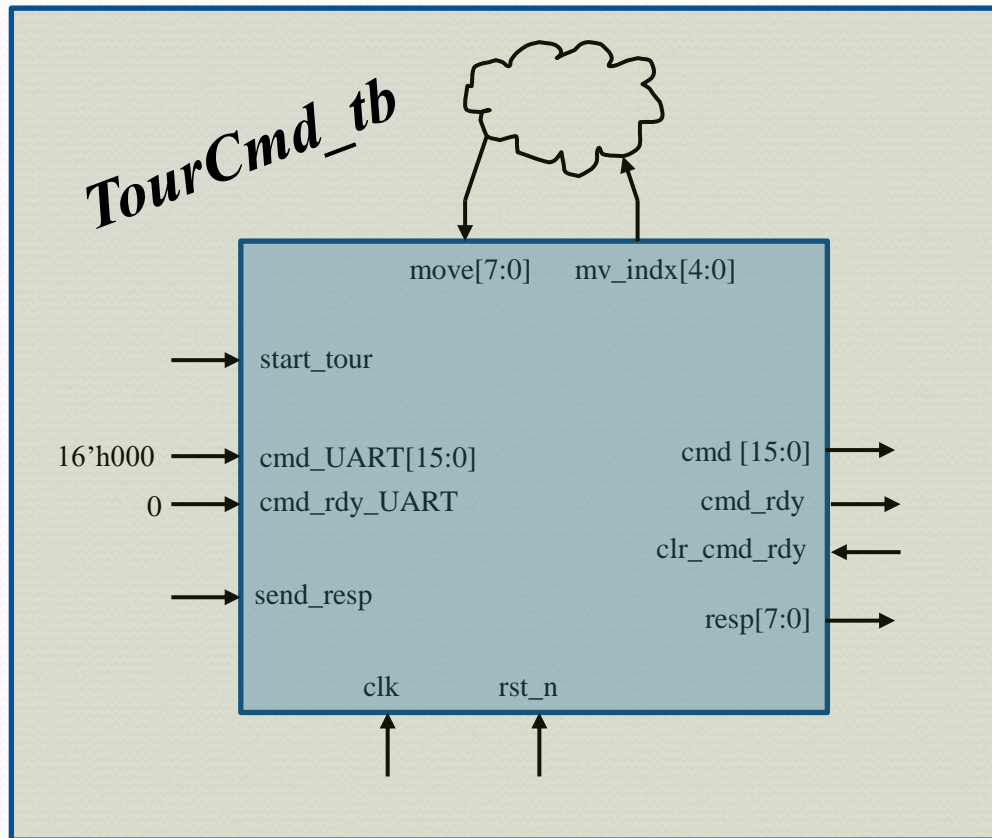 TourCmd_tb
move[7:0] mv_indx[4:0]
start_tour
16’h000 cmd_UART[15:0] cmd [15:0]
0 cmd_rdy_UART cmd_rdy
clr_cmd_rdy
send_resp
resp[7:0]
clk rst_n